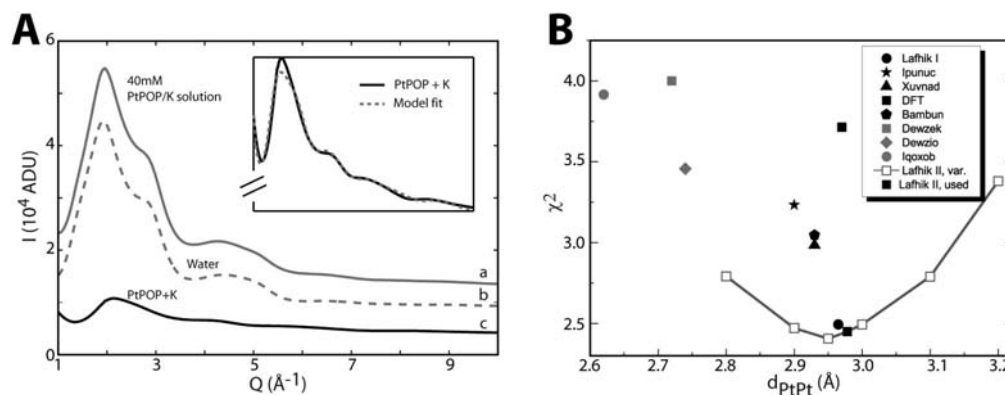 A
6
4
2
0
I (10⁴ ADU)
40mM
PtPOP/K solution
Water
PtPOP+K
a
b
c
PtPOP + K
Model fit
1 3 5 7 9
Q (Å⁻¹)
B
4.0
3.5
3.0
2.5
χ²
Lafhik I
Ipunuc
Xuvnad
DFT
Bambun
Dewzek
Dewzio
Iqoxob
Lafhik II, var.
Lafhik II, used
2.6 2.7 2.8 2.9 3.0 3.1 3.2
dPtPt (Å)